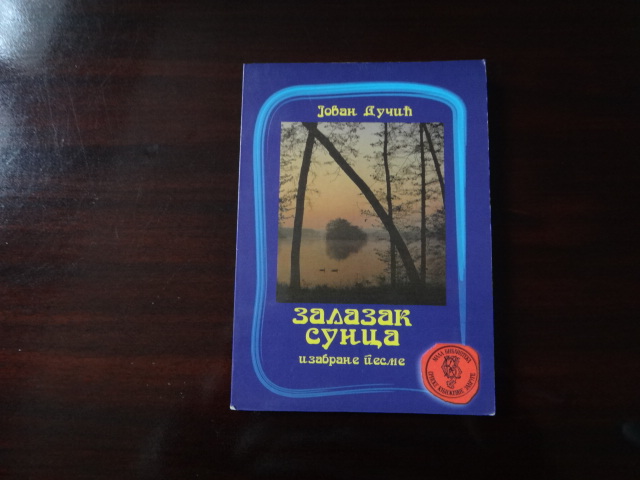 Јован Дучић
ЗАЛАЗАК
СУНЦА
изабране песме